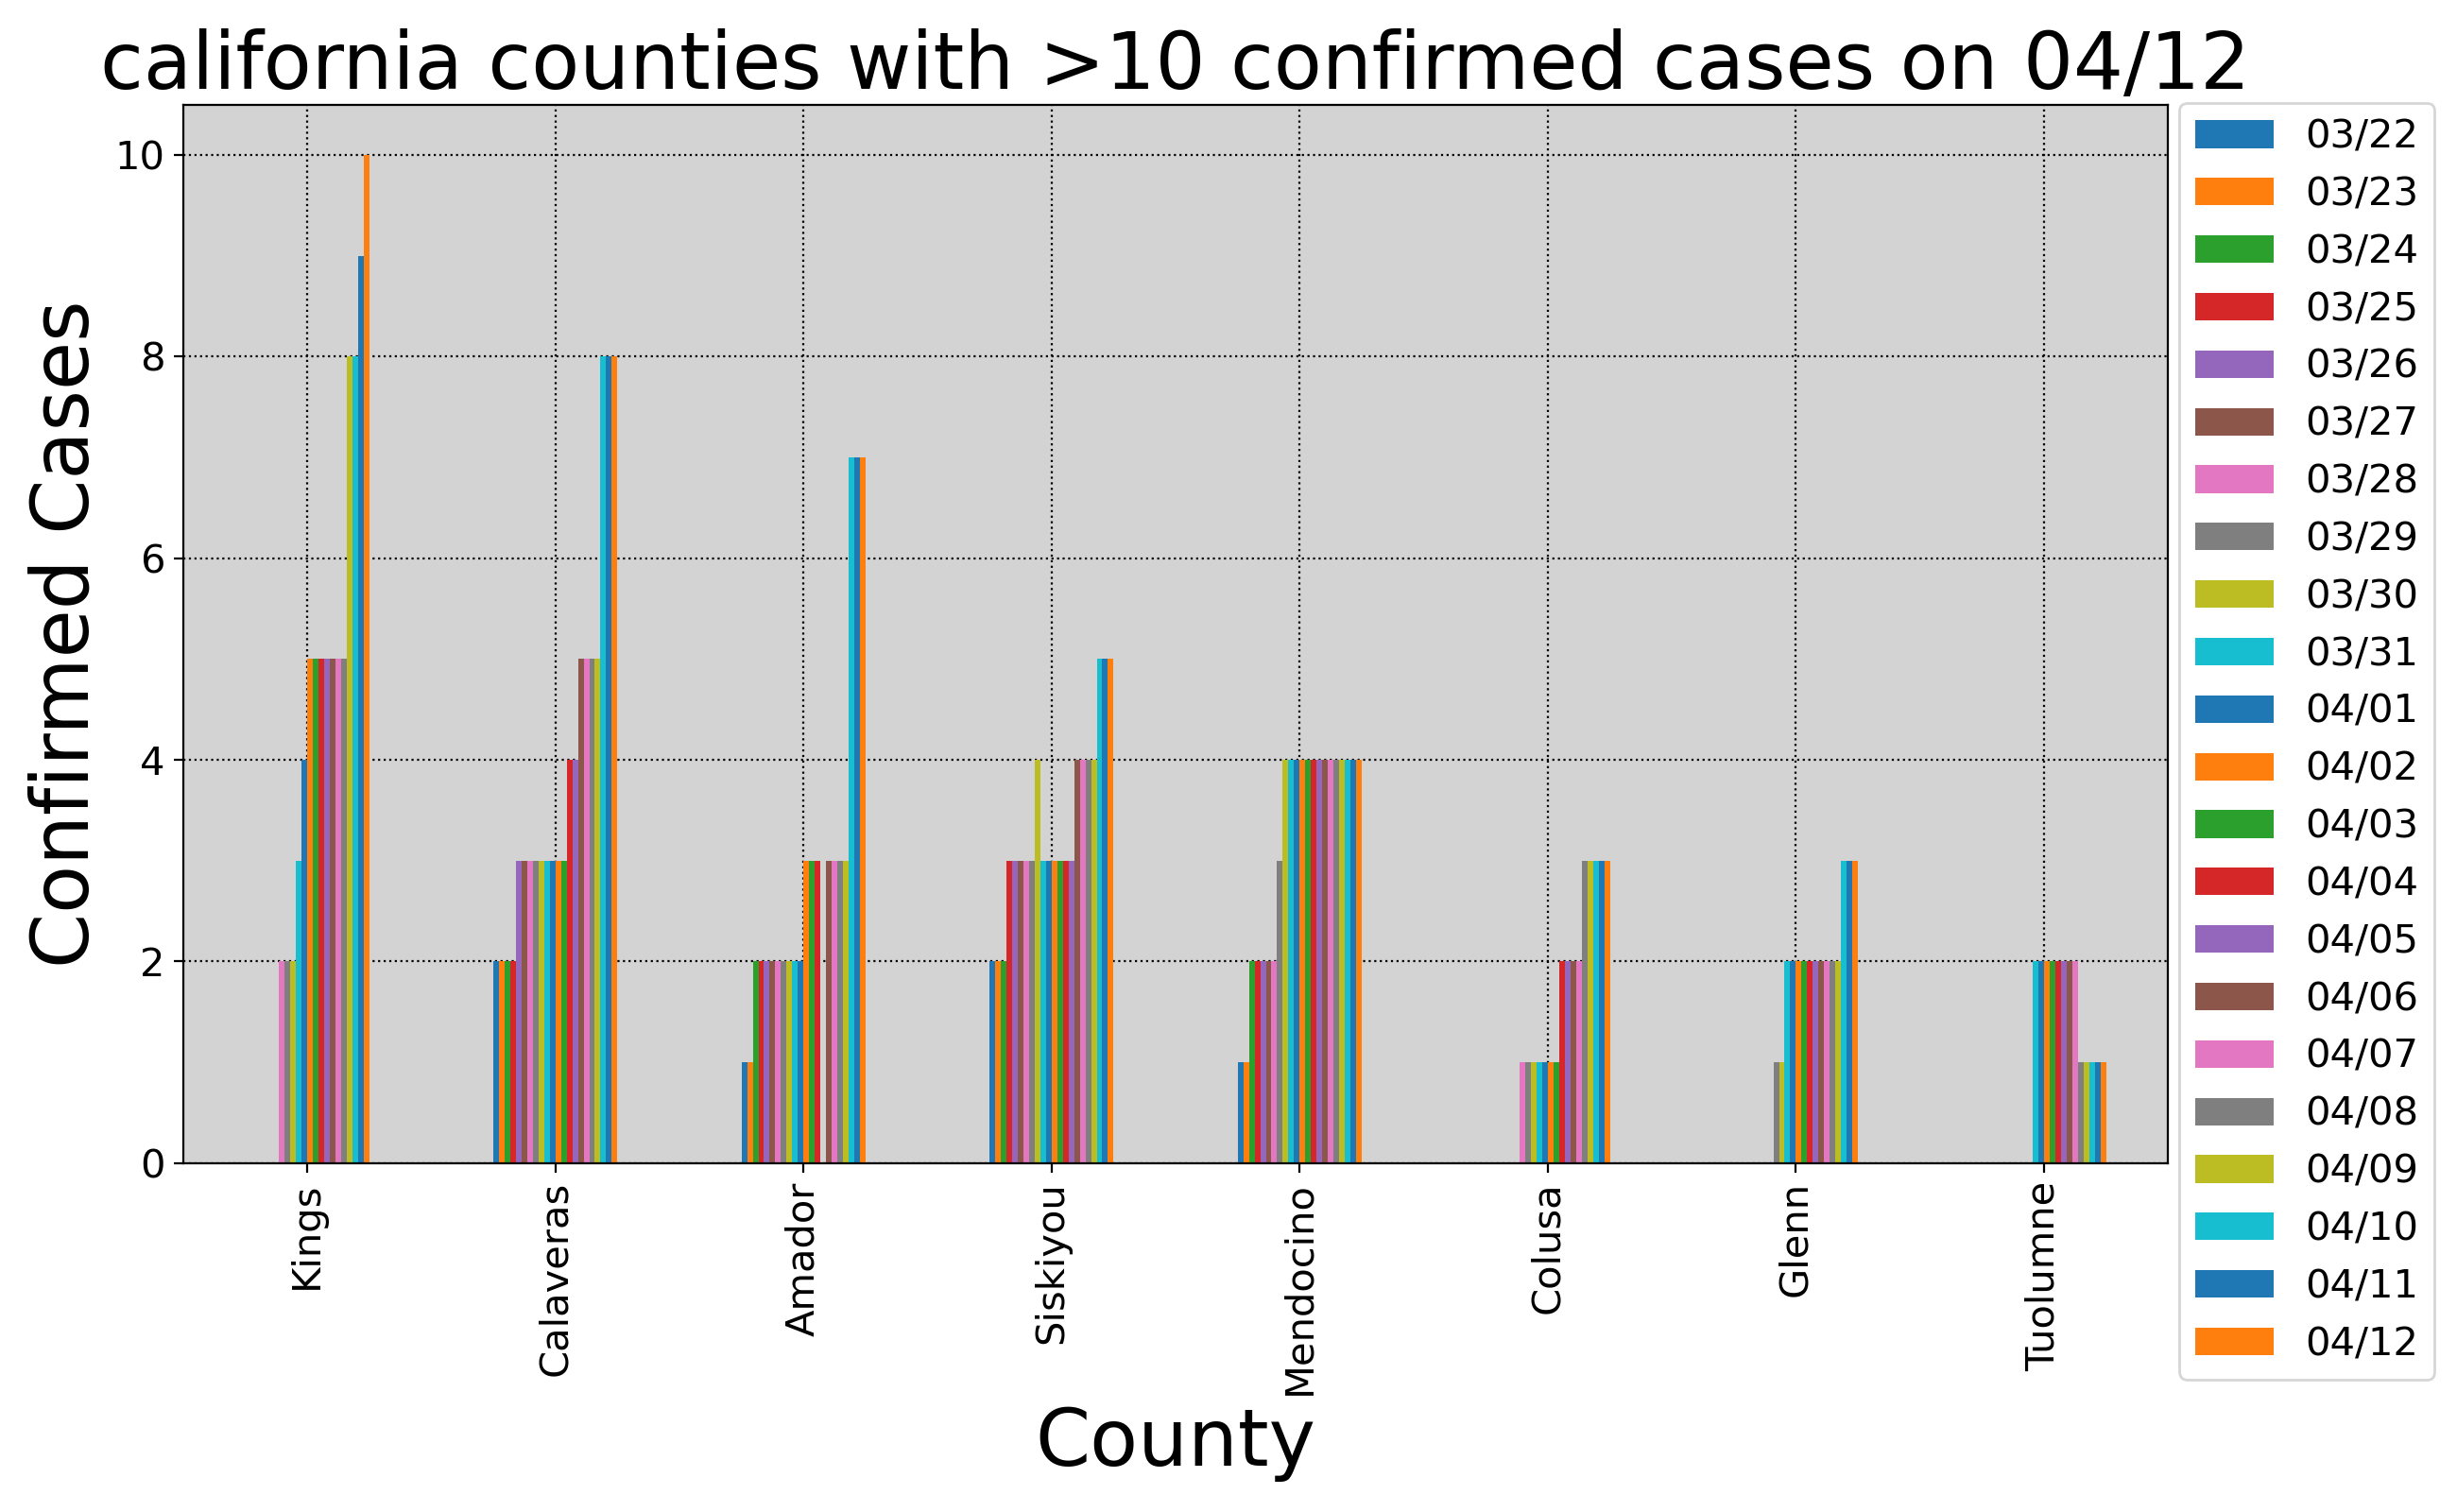 california counties with >10 confirmed cases on 04/12
Confirmed Cases
10
8
6
4
2
0
Kings
Calaveras
Amador
Siskiyou
Mendocino
Colusa
Glenn
Tuolumne
County
03/22
03/23
03/24
03/25
03/26
03/27
03/28
03/29
03/30
03/31
04/01
04/02
04/03
04/04
04/05
04/06
04/07
04/08
04/09
04/10
04/11
04/12